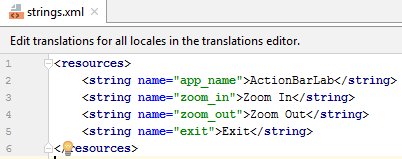 strings.xml
Edit translations for all locales in the translations editor.
1 <resources>
2 <string name="app_name">ActionBarLab</string>
3 <string name="zoom_in">Zoom In</string>
4 <string name="zoom_out">Zoom Out</string>
5 <string name="exit">Exit</string>
6 </resources>